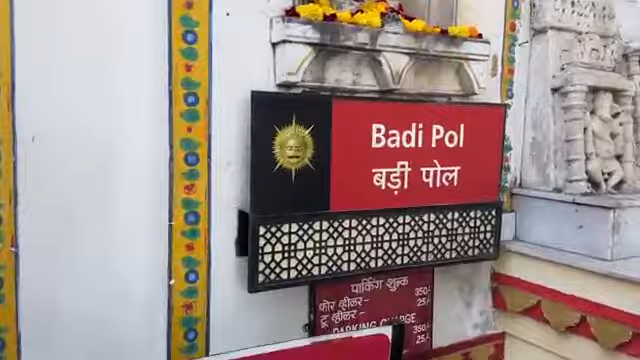 Badi Pol
बड़ी पोल
पार्किंग शुल्क
फोर व्हीलर- 350/-
टू व्हीलर- 25/-
PARKING CHARGE
350/-
25/-